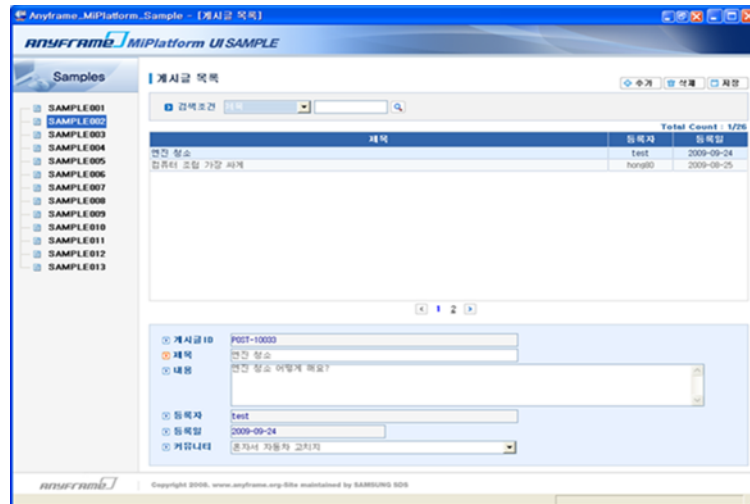 Anyframe_MiPlatform_Sample - [게시글 목록]
ANYFRAME MiPlatform UI SAMPLE
Samples
SAMPLE001
SAMPLE002
SAMPLE003
SAMPLE004
SAMPLE005
SAMPLE006
SAMPLE007
SAMPLE008
SAMPLE009
SAMPLE010
SAMPLE011
SAMPLE012
SAMPLE013
게시글 목록
추가 삭제 저장
검색조건 제목
Total Count : 1/26
제목 등록자 등록일
엔진 청소 test 2009-09-24
컴퓨터 조립 가장 싸게 hong80 2009-08-25
1 2
게시글ID POST-10033
제목 엔진 청소
내용 엔진 청소 어떻게 해요?
등록자 test
등록일 2009-09-24
커뮤니티 혼자서 자동차 고치자
ANYFRAME Copyright 2008, www.anyframe.org-Site maintained by SAMSUNG SDS